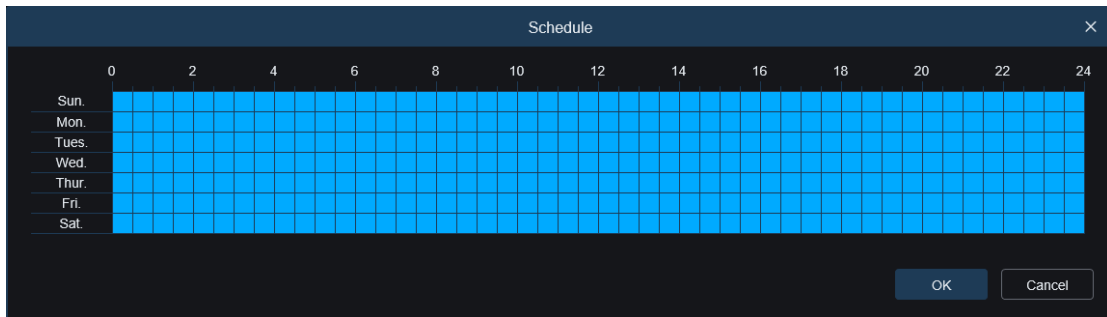 Schedule
0 2 4 6 8 10 12 14 16 18 20 22 24
Sun.
Mon.
Tues.
Wed.
Thur.
Fri.
Sat.
OK Cancel